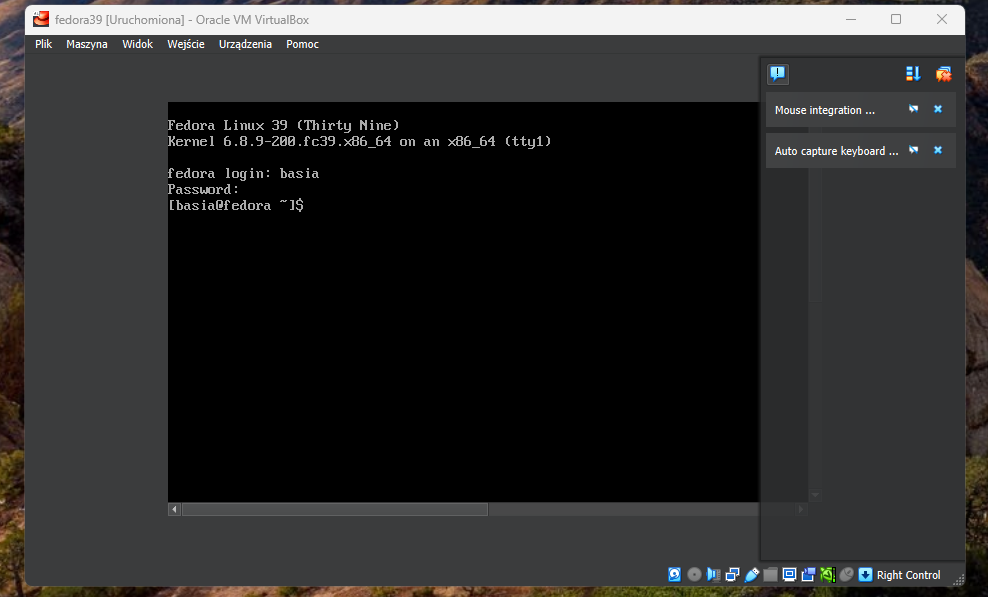 fedora39 [Uruchomiona] - Oracle VM VirtualBox
Plik Maszyna Widok Wejście Urządzenia Pomoc
Mouse integration ...
Auto capture keyboard ...
Fedora Linux 39 (Thirty Nine)
Kernel 6.8.9-200.fc39.x86_64 on an x86_64 (tty1)
fedora login: basia
Password:
[basia@fedora ~]$
Right Control